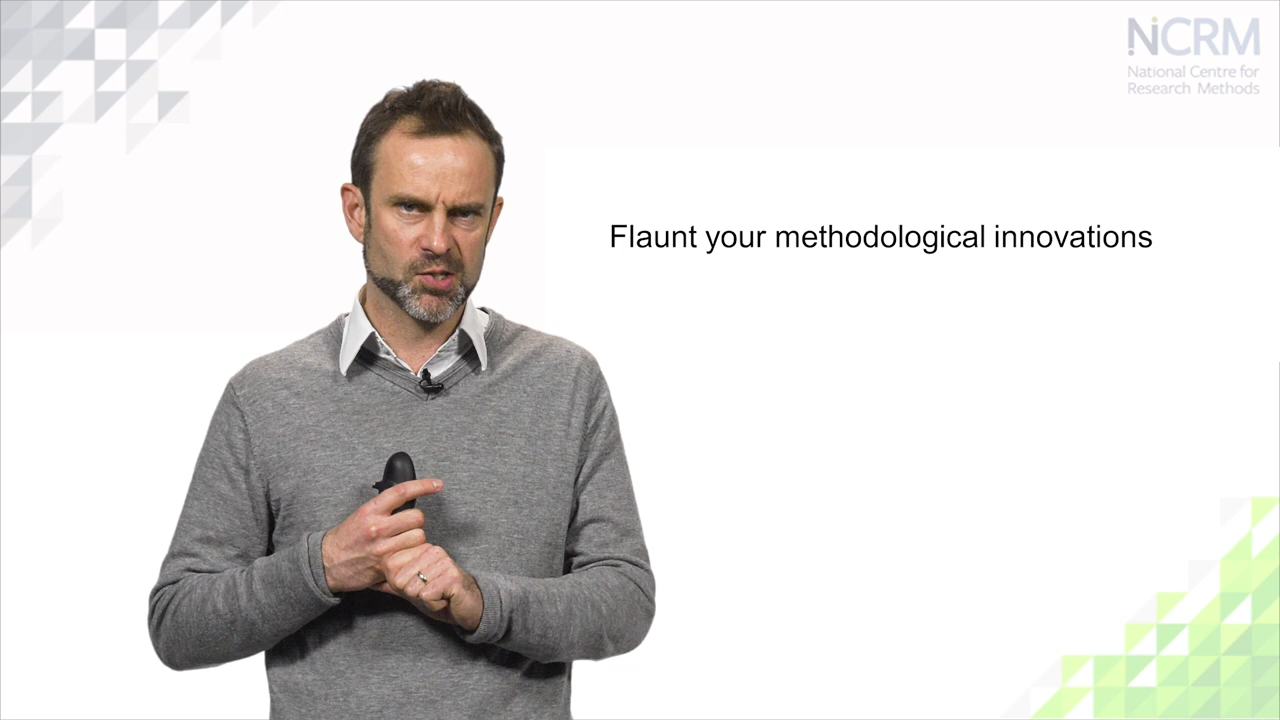 NCRM
National Centre for
Research Methods
Flaunt your methodological innovations